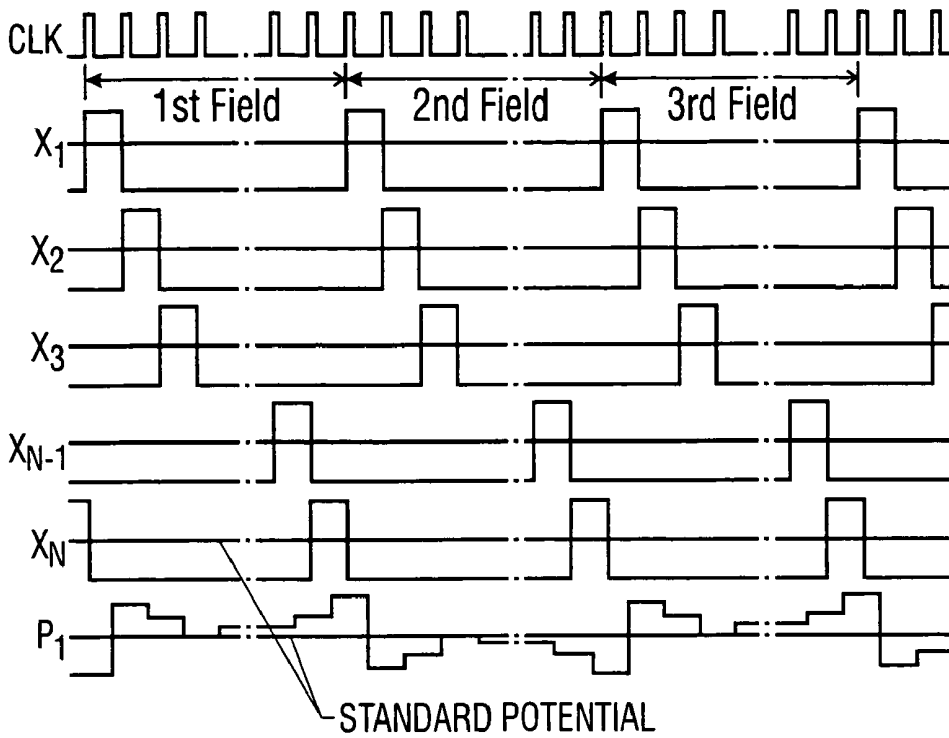 CLK
1st Field 2nd Field 3rd Field
X1
X2
X3
XN-1
XN
P1
STANDARD POTENTIAL